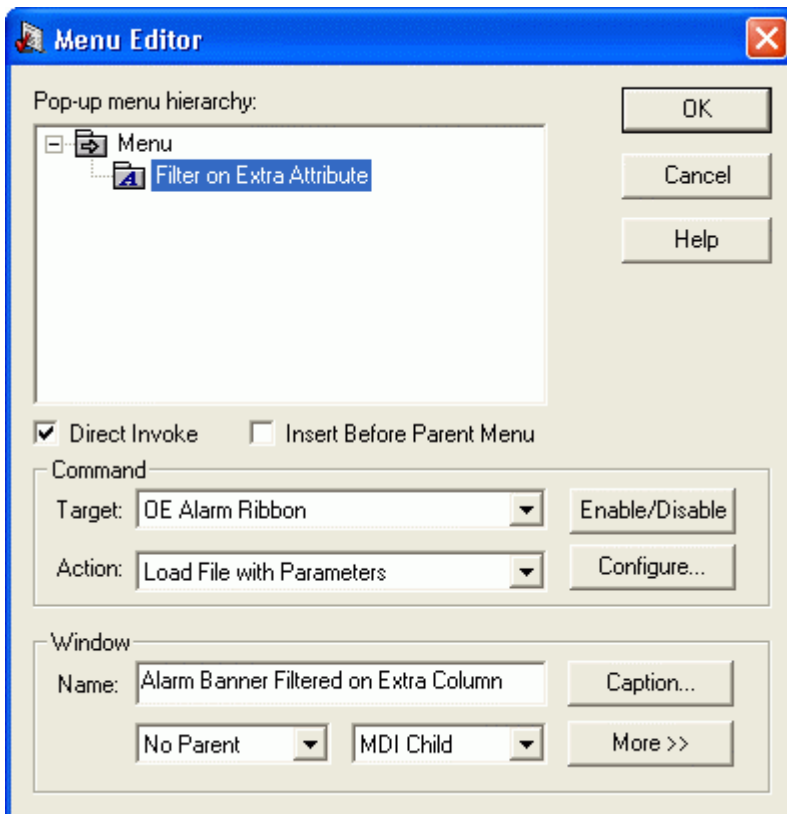 Menu Editor
Pop-up menu hierarchy:
OK
Menu
Filter on Extra Attribute
Cancel
Help
Direct Invoke Insert Before Parent Menu
Command
Target: OE Alarm Ribbon Enable/Disable
Action: Load File with Parameters Configure...
Window
Name: Alarm Banner Filtered on Extra Column Caption...
No Parent MDI Child More >>